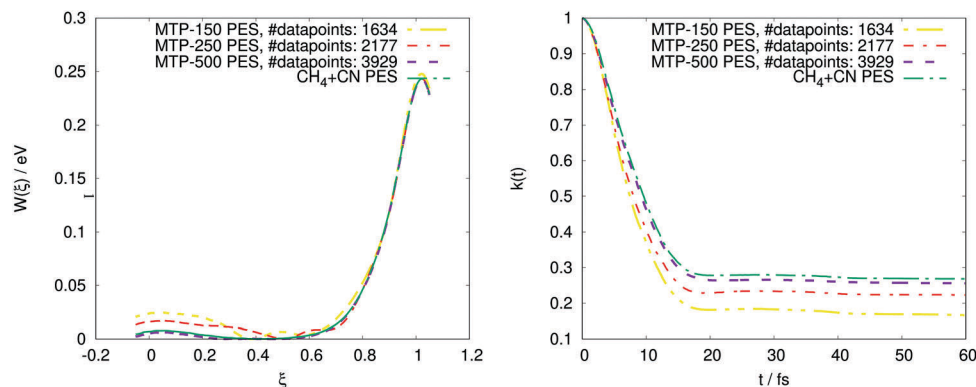 0.3
0.25
0.2
0.15
0.1
0.05
0
-0.2
0
0.2
0.4
0.6
0.8
1
1.2
W(ξ) / eV
l
ξ
MTP-150 PES, #datapoints: 1634
MTP-250 PES, #datapoints: 2177
MTP-500 PES, #datapoints: 3929
CH4+CN PES
1
0.9
0.8
0.7
0.6
0.5
0.4
0.3
0.2
0.1
0
10
20
30
40
50
60
k(t)
t / fs
MTP-150 PES, #datapoints: 1634
MTP-250 PES, #datapoints: 2177
MTP-500 PES, #datapoints: 3929
CH4+CN PES